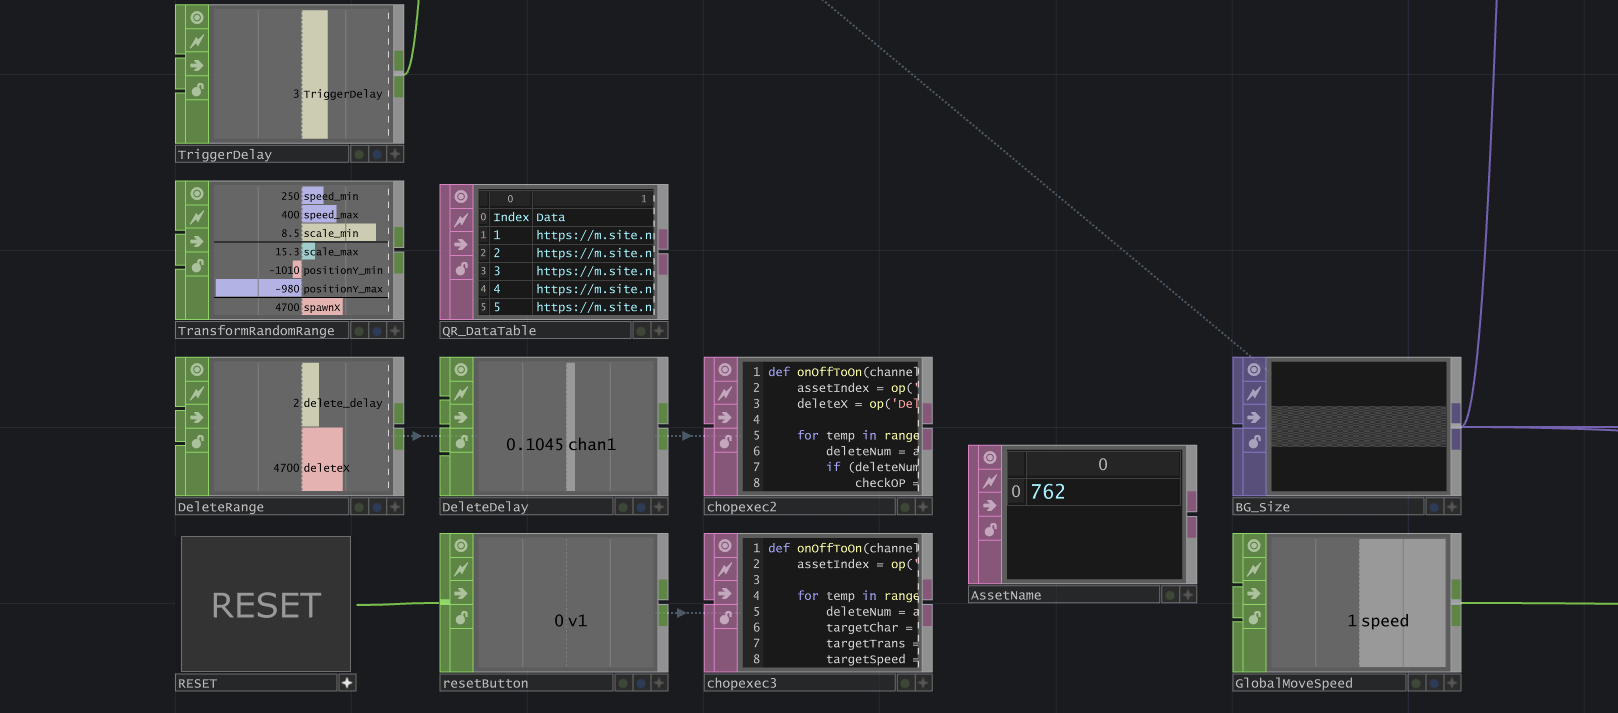 3 TriggerDelay
TriggerDelay
250 speed_min
400 speed_max
8.5 scale_min
15.3 scale_max
-1010 positionY_min
-980 positionY_max
4700 spawnX
TransformRandomRange
0 1
0 Index Data
1 1 https://m.site.n
2 2 https://m.site.n
3 3 https://m.site.n
4 4 https://m.site.n
5 5 https://m.site.n
QR_DataTable
2 delete_delay
4700 deleteX
DeleteRange
0.1045 chan1
DeleteDelay
1 def onOffToOn(channel
2 assetIndex = op('
3 deleteX = op('Del
4
5 for temp in range
6 deleteNum = a
7 if (deleteNum
8 checkOP =
chopexec2
0
0 762
AssetName
BG_Size
RESET
RESET
0 v1
resetButton
1 def onOffToOn(channel
2 assetIndex = op('
3
4 for temp in range
5 deleteNum = a
6 targetChar =
7 targetTrans =
8 targetSpeed =
chopexec3
1 speed
GlobalMoveSpeed